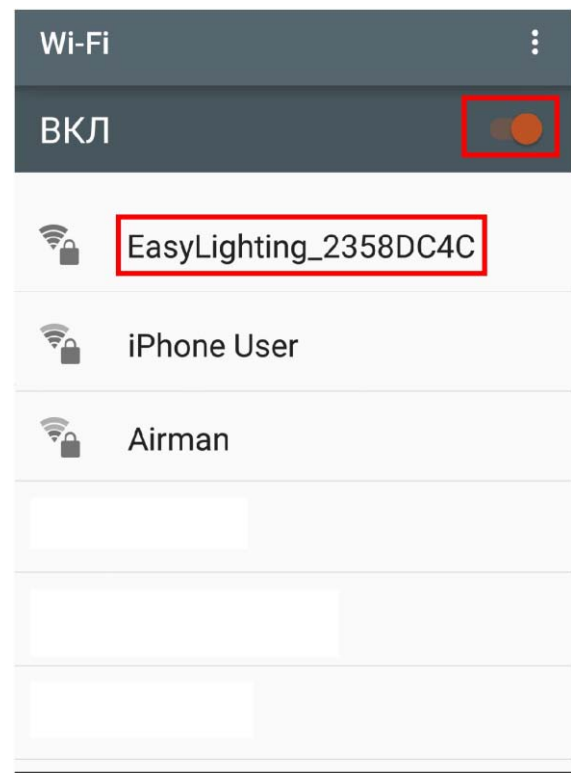 Wi-Fi
ВКЛ
EasyLighting_2358DC4C
iPhone User
Airman